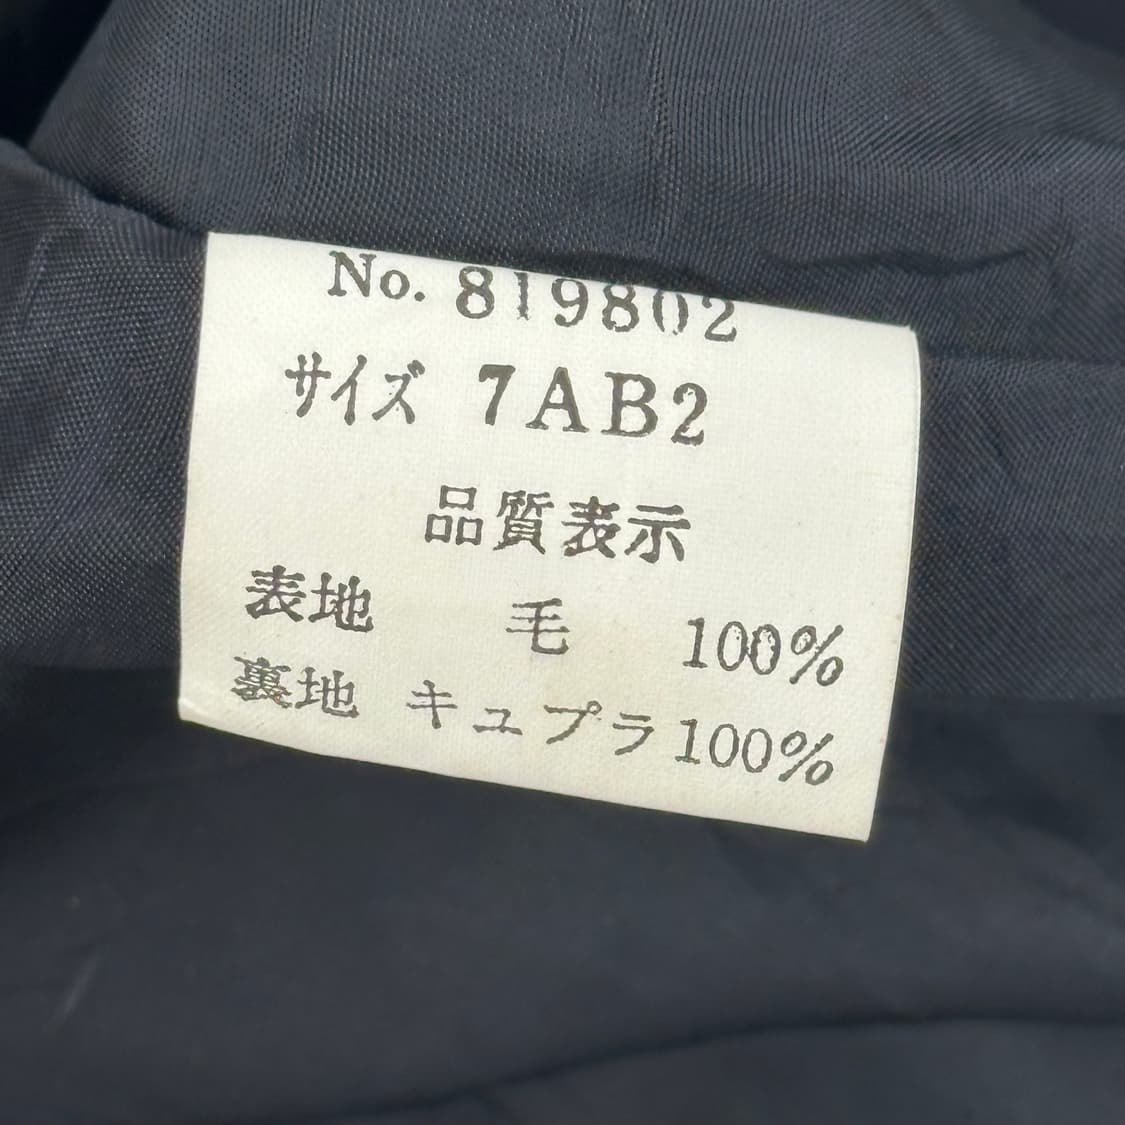 No. 819802
サイズ 7AB2
品質表示
表地 毛 100%
裏地 キュプラ 100%